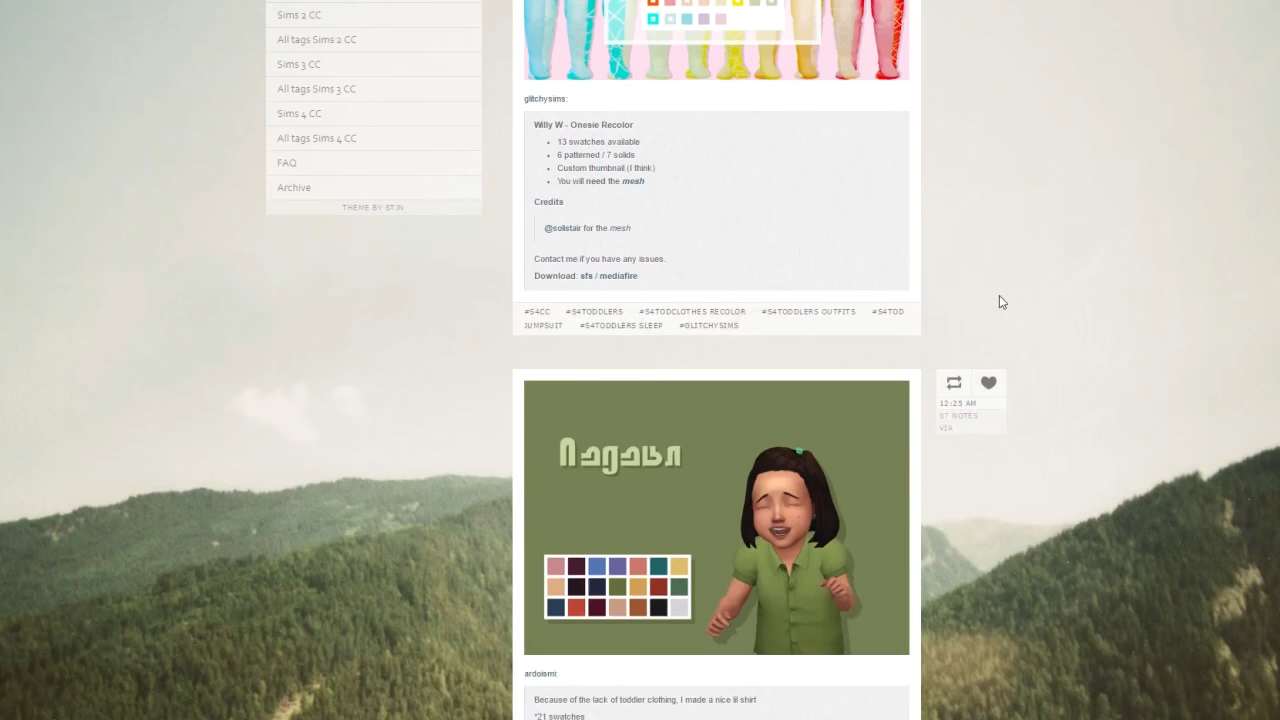 Sims 2 CC
All tags Sims 2 CC
Sims 3 CC
All tags Sims 3 CC
Sims 4 CC
All tags Sims 4 CC
FAQ
Archive
THEME BY STJN
glitchysims:
Willy W - Onesie Recolor
• 13 swatches available
• 6 patterned / 7 solids
• Custom thumbnail (I think)
• You will need the mesh
Credits
@solistair for the mesh
Contact me if you have any issues.
Download: sfs / mediafire
#S4CC #S4TODDLERS #S4TODCLOTHES RECOLOR #S4TODDLERS OUTFITS #S4TOD
JUMPSUIT #S4TODDLERS SLEEP #GLITCHYSIMS
12:25 AM
87 NOTES
VIA
ardoismi:
Because of the lack of toddler clothing, I made a nice lil shirt
*21 swatches